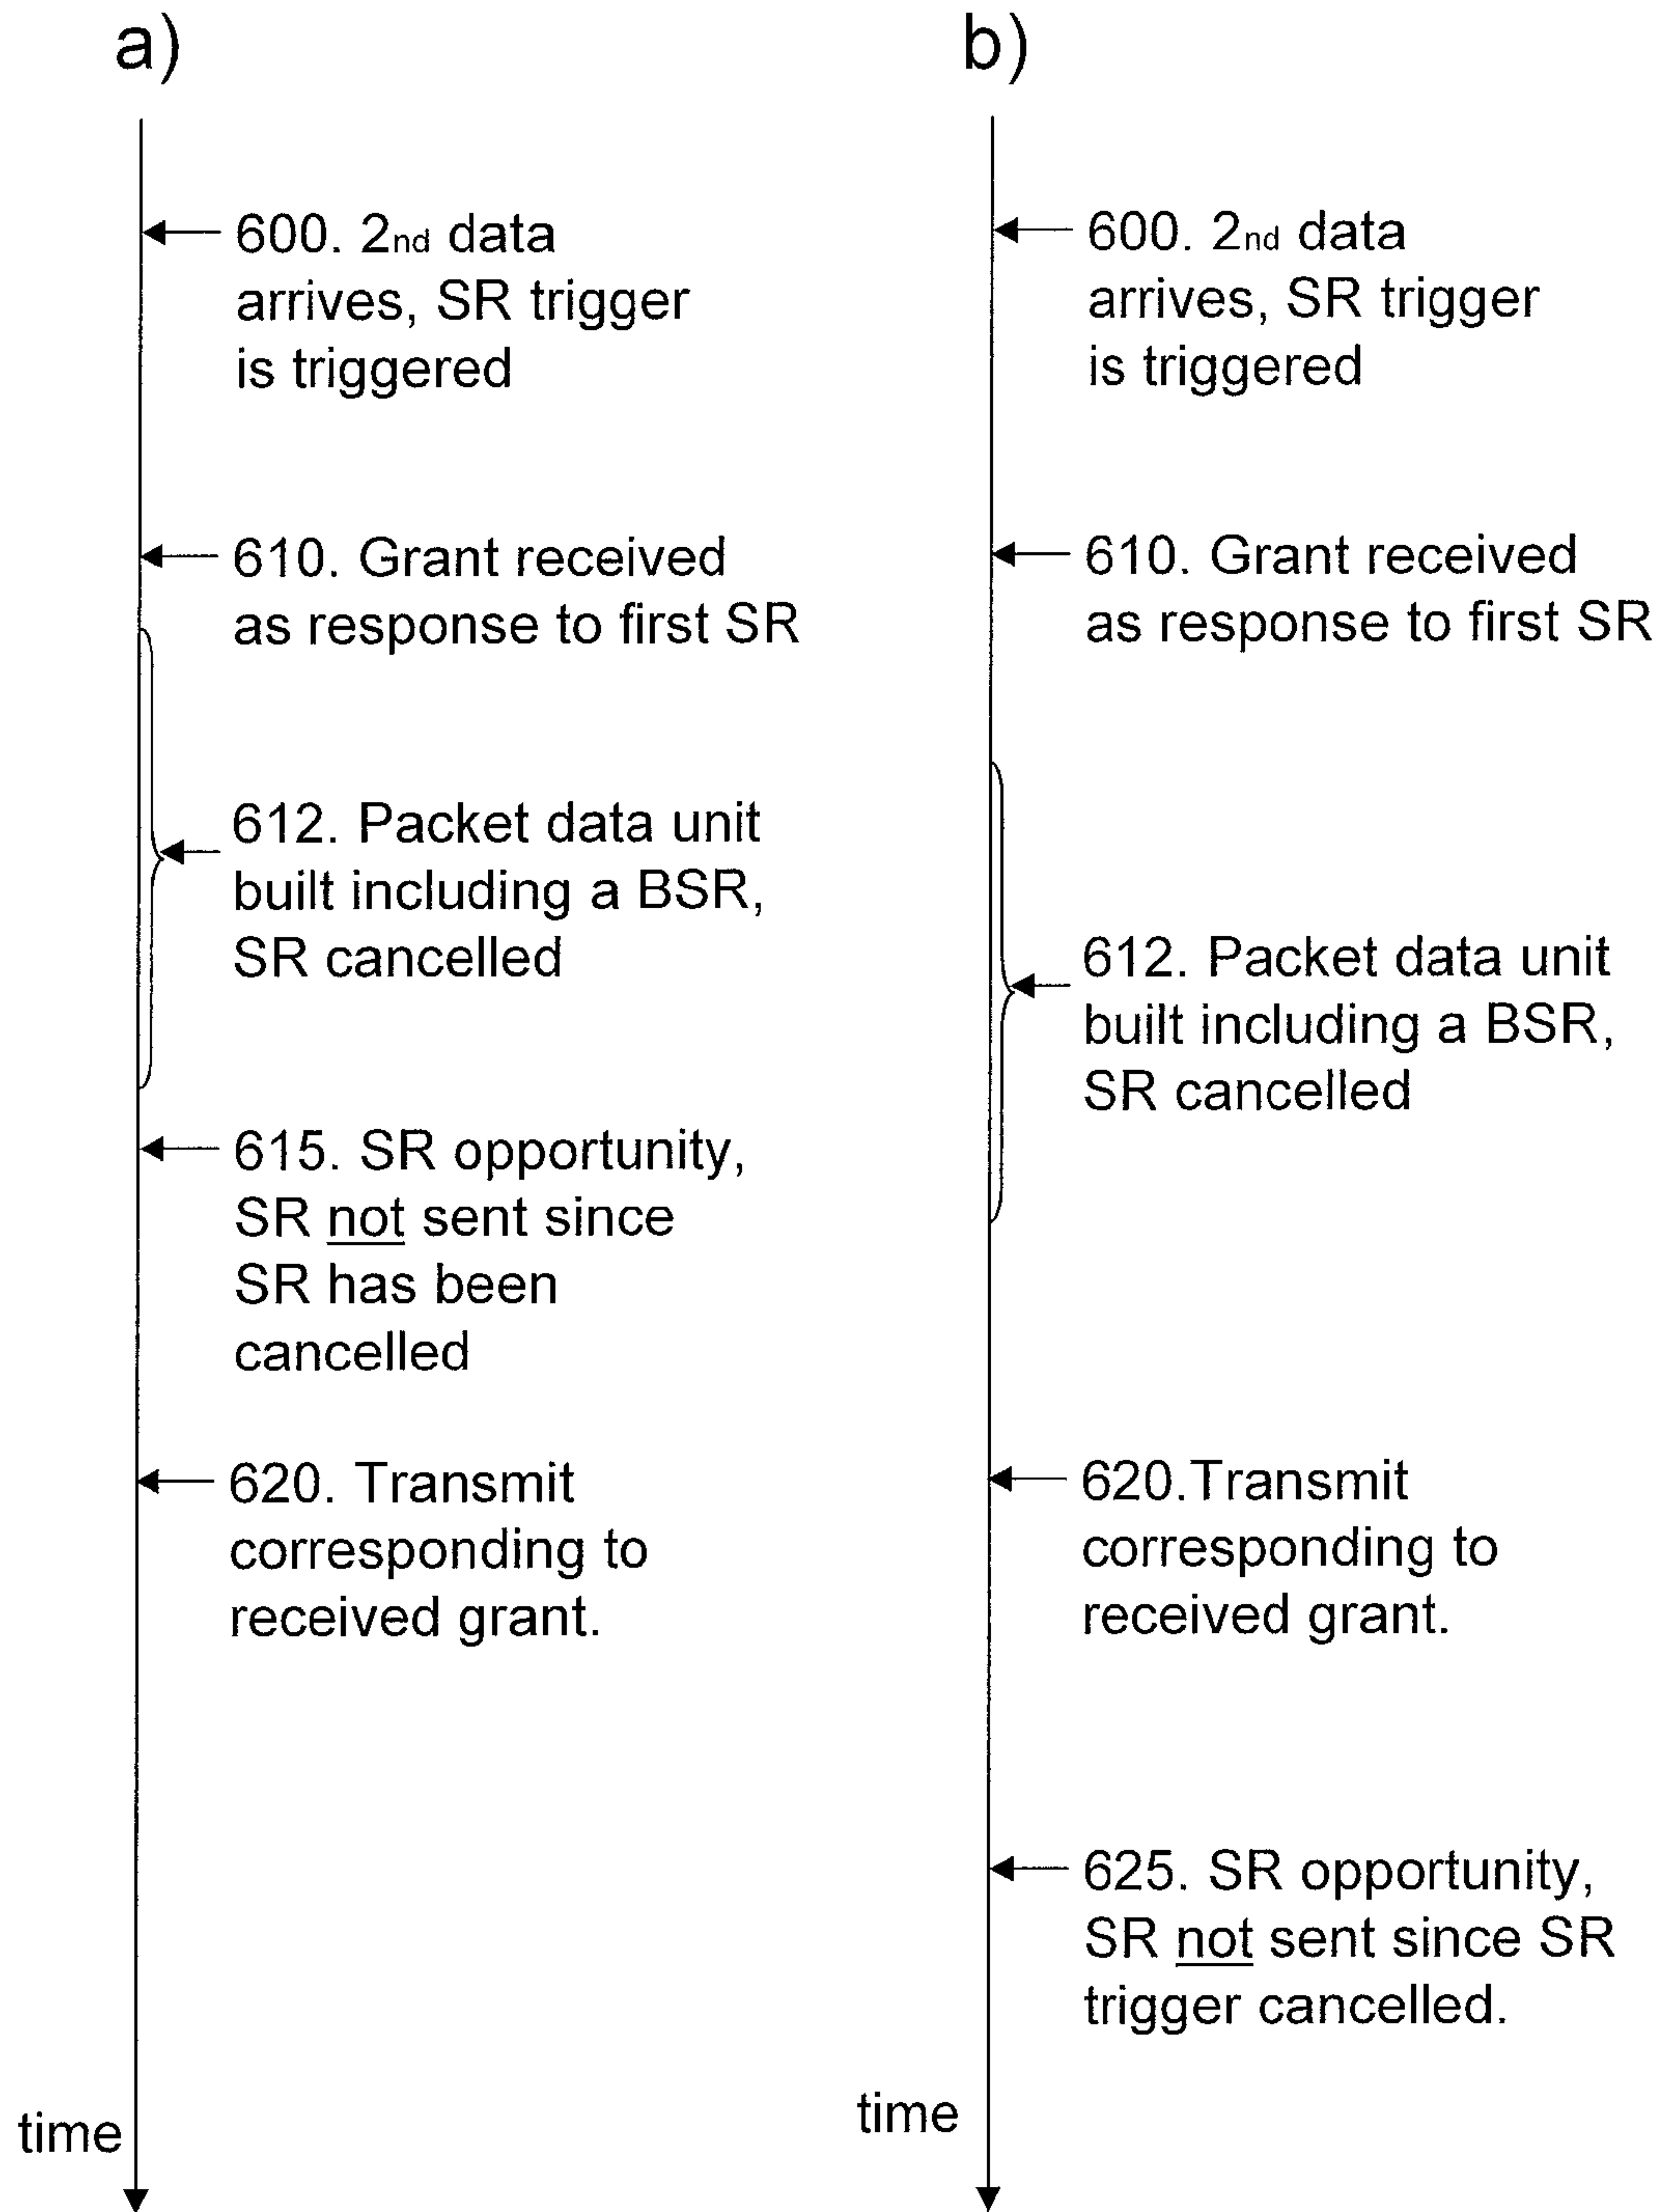 a)
600. 2nd data
arrives, SR trigger
is triggered
610. Grant received
as response to first SR
612. Packet data unit
built including a BSR,
SR cancelled
615. SR opportunity,
SR not sent since
SR has been
cancelled
620. Transmit
corresponding to
received grant.
time
b)
600. 2nd data
arrives, SR trigger
is triggered
610. Grant received
as response to first SR
612. Packet data unit
built including a BSR,
SR cancelled
620.Transmit
corresponding to
received grant.
625. SR opportunity,
SR not sent since SR
trigger cancelled.
time